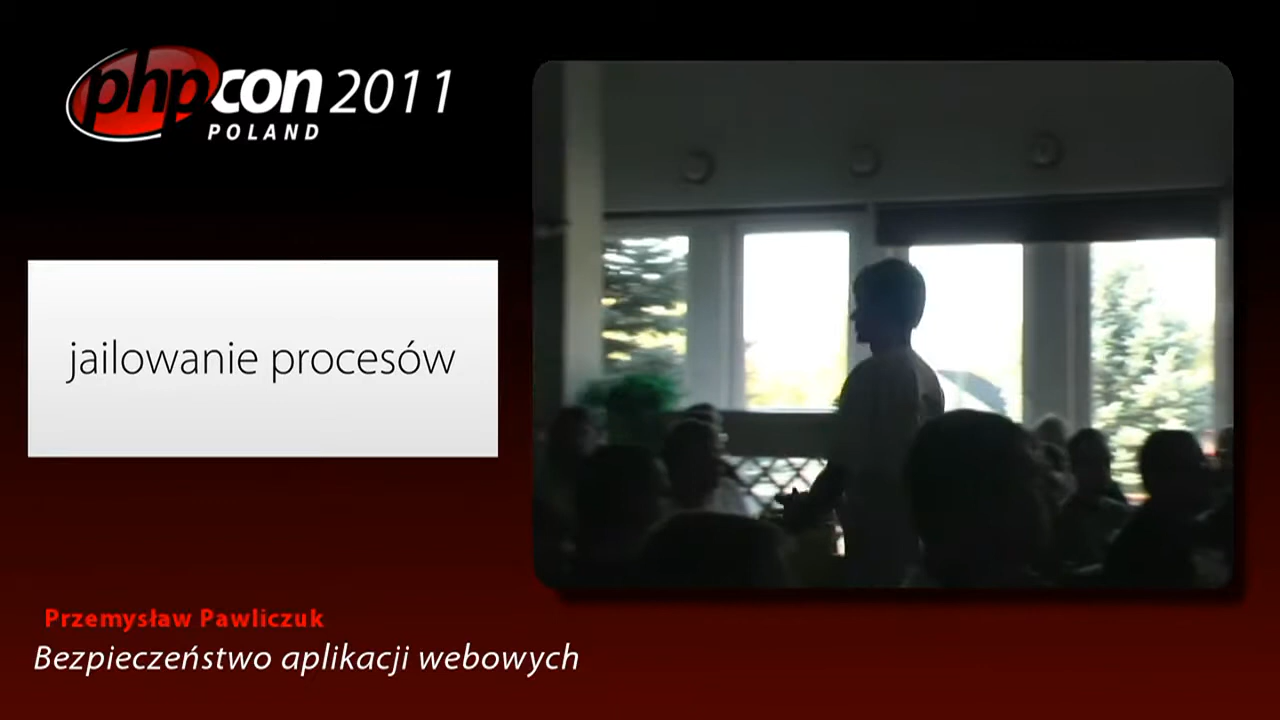 phpcon 2011
POLAND
jailowanie procesów
Przemysław Pawliczuk
Bezpieczeństwo aplikacji webowych